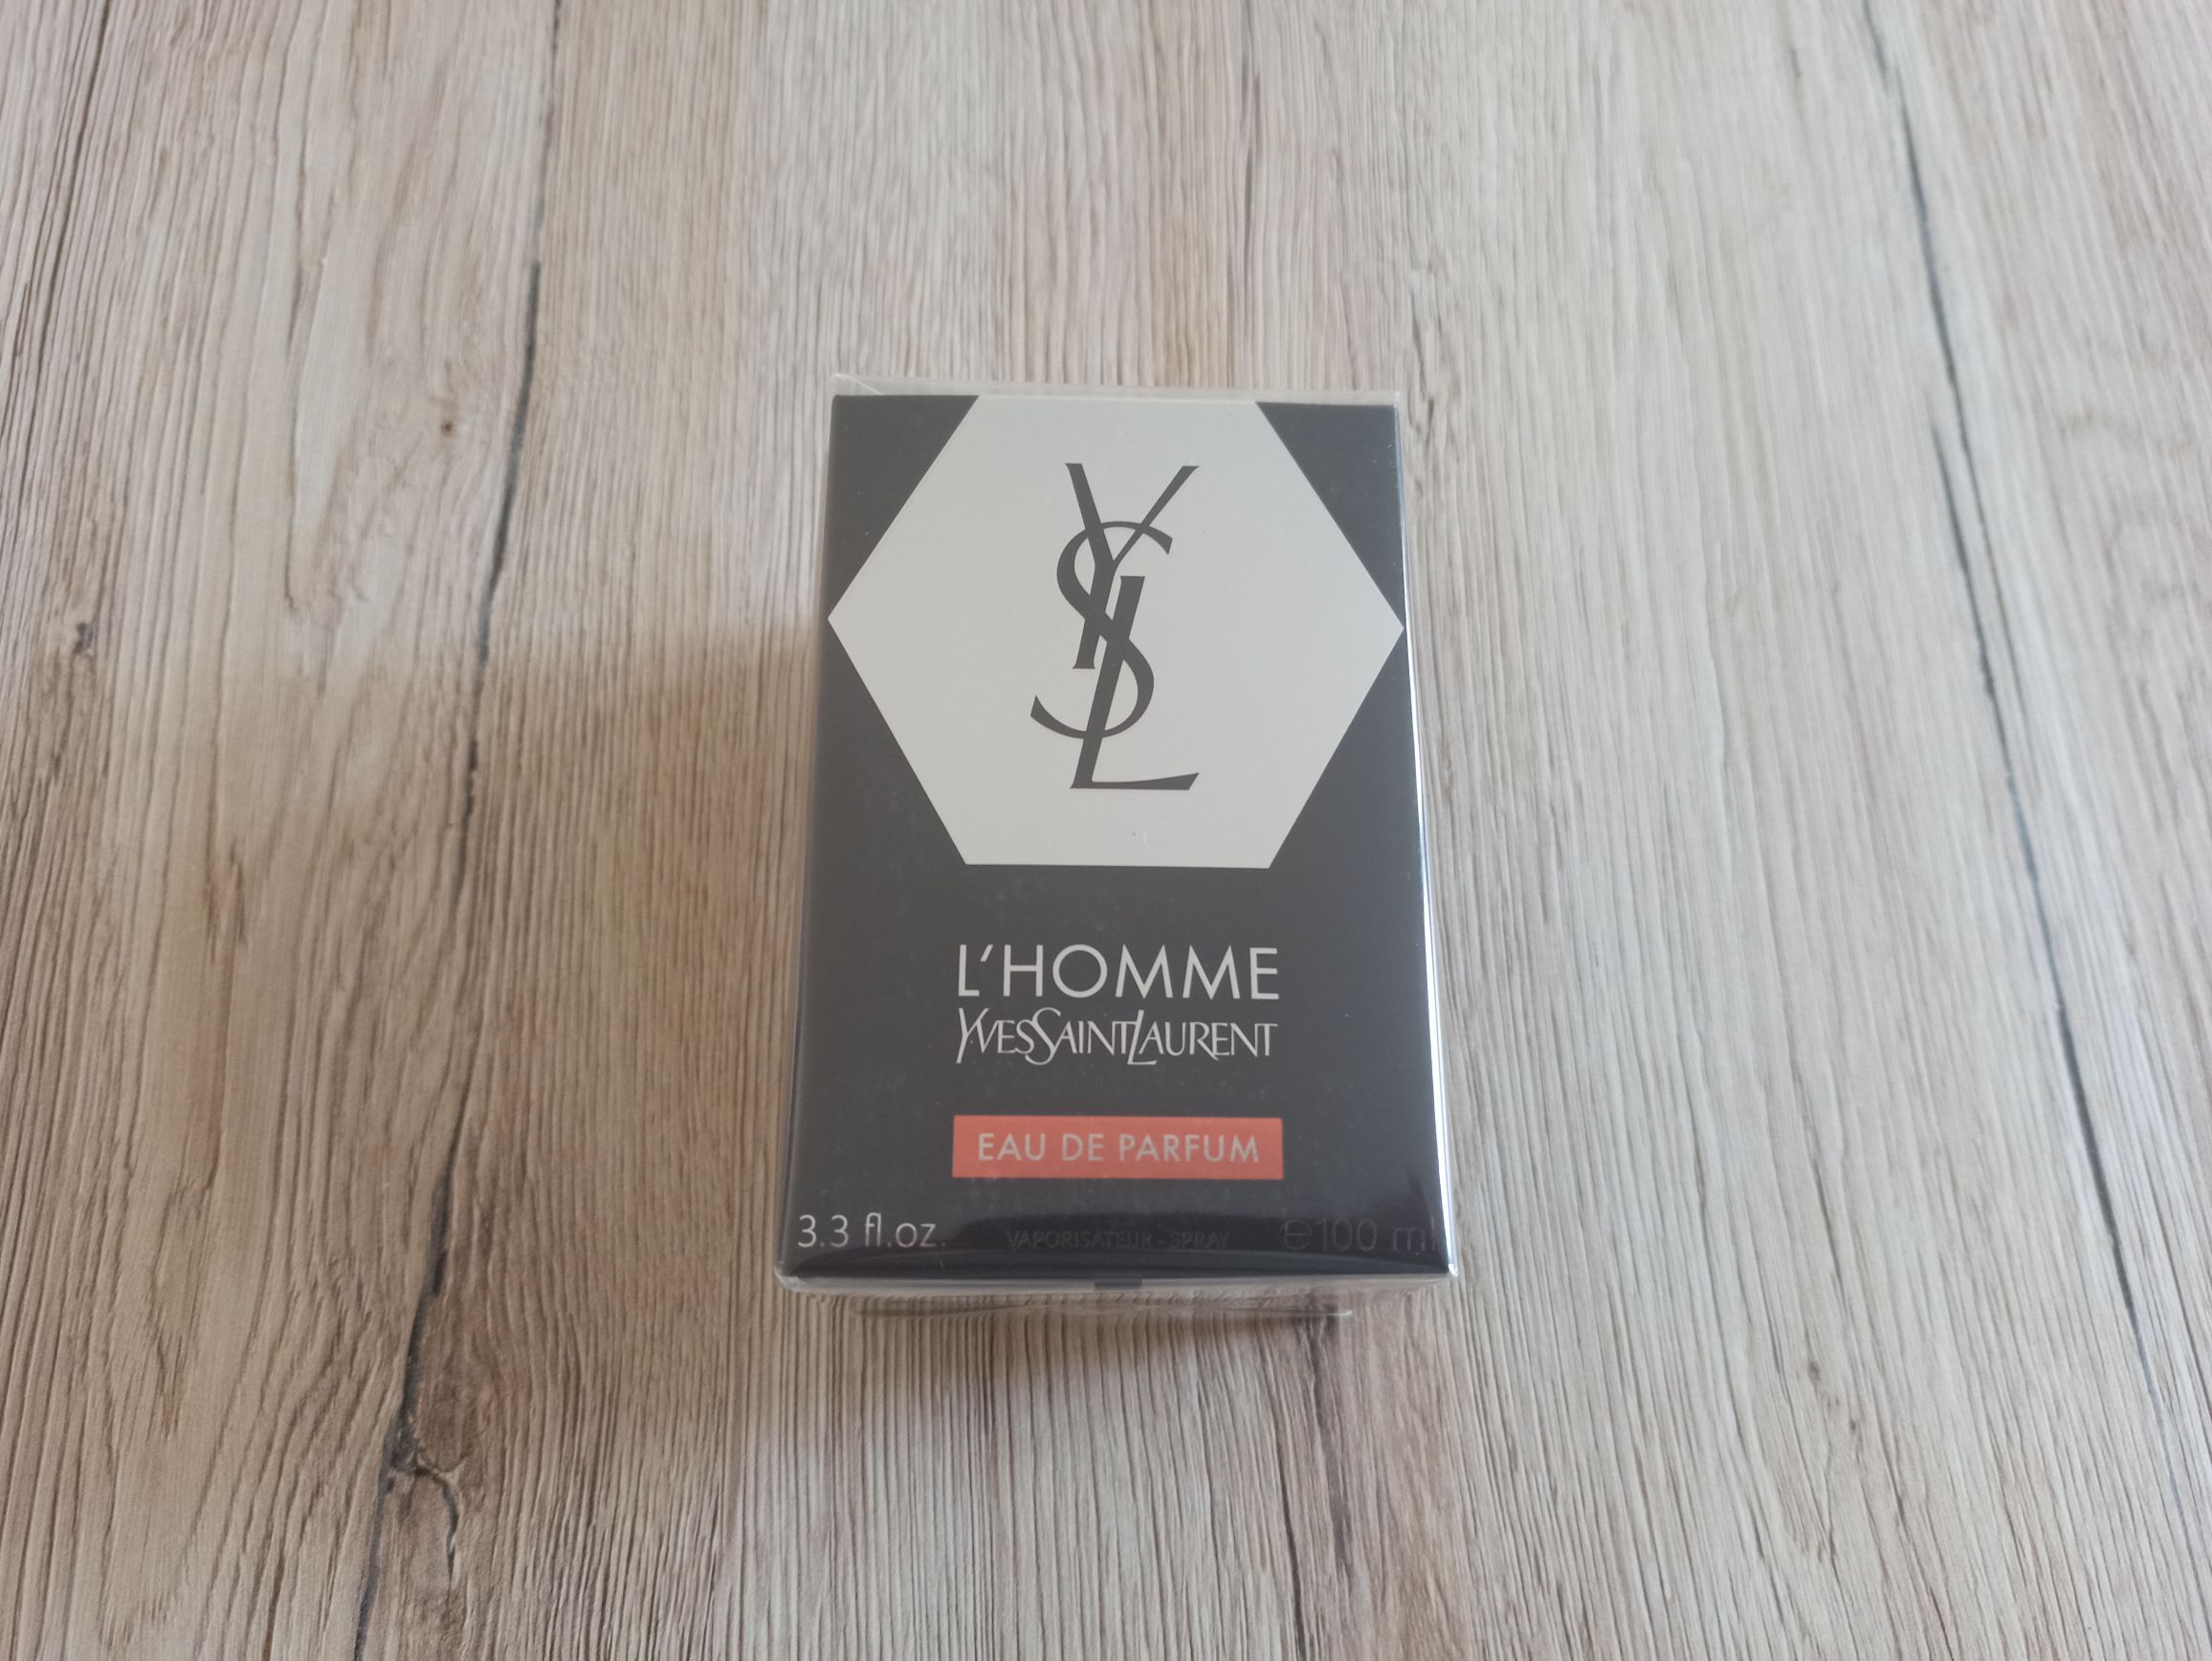 YSL
L'HOMME
YVESSAINTLAURENT
EAU DE PARFUM
3.3 fl.oz. VAPORISATEUR - SPRAY ℮100 ml